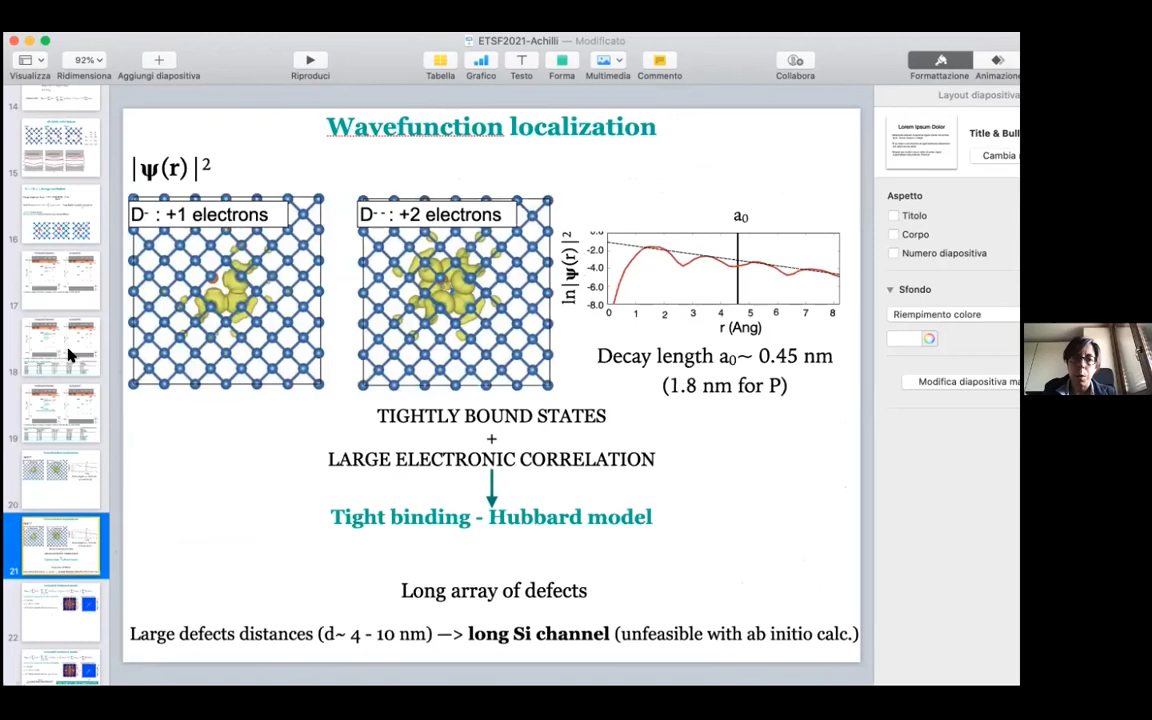 ETSF2021-Achilli — Modificato
92%
Visualizza
Ridimensiona
Aggiungi diapositiva
Riproduci
Tabella
Grafico
Testo
Forma
Multimedia
Commento
Collabora
Formattazione
Animazione
14
15
16
17
18
19
20
21
22
Wavefunction localization
|ψ(r)|²
D⁻ : +1 electrons
D⁻⁻ : +2 electrons
a₀
ln|ψ(r)|²
-2.0
-4.0
-6.0
-8.0
0 1 2 3 4 5 6 7 8
r (Ang)
Decay length a₀~ 0.45 nm
(1.8 nm for P)
TIGHTLY BOUND STATES
+
LARGE ELECTRONIC CORRELATION
Tight binding - Hubbard model
Long array of defects
Large defects distances (d~ 4 - 10 nm) —> long Si channel (unfeasible with ab initio calc.)
Layout diapositiva
Lorem Ipsum Dolor
Title & Bull
Cambia
Aspetto
Titolo
Corpo
Numero diapositiva
Sfondo
Riempimento colore
Modifica diapositiva ma